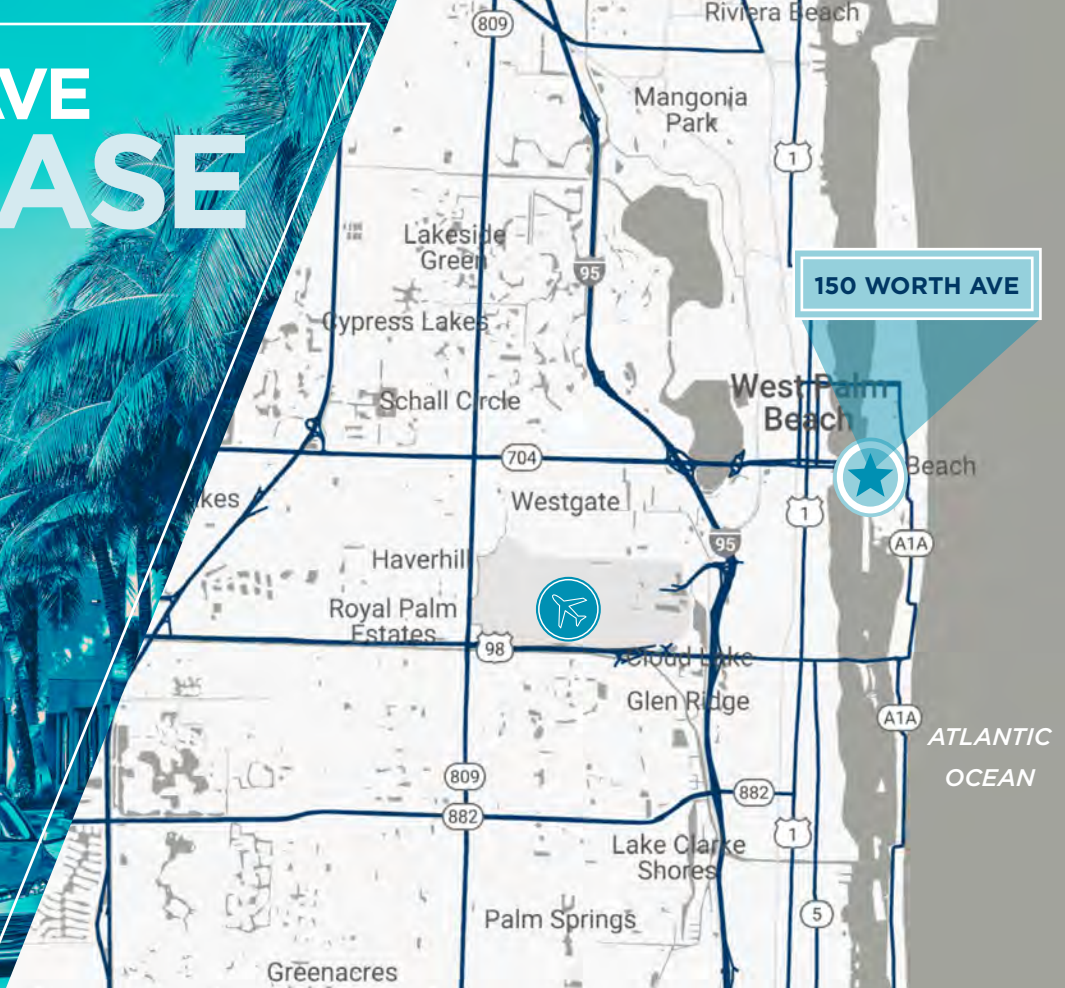 AVE
ASE
809
Riviera Beach
Mangonia
Park
1
Lakeside
Green
95
150 WORTH AVE
Cypress Lakes
West Palm
Beach
Schall Circle
704
Beach
kes
Westgate
1
95
A1A
Haverhill
Royal Palm
Estates
98
Cloud Lake
Glen Ridge
A1A
ATLANTIC
OCEAN
809
882
882
1
Lake Clarke
Shores
5
Palm Springs
Greenacres